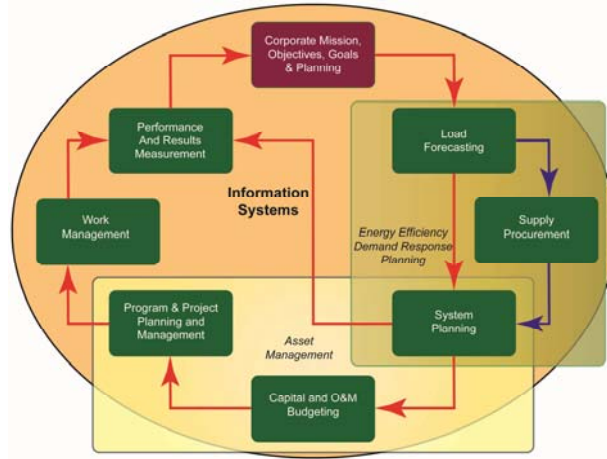 Corporate Mission,
Objectives, Goals
& Planning
Performance
And Results
Measurement
Load
Forecasting
Information
Systems
Work
Management
Energy Efficiency
Demand Response
Planning
Supply
Procurement
Program & Project
Planning and
Management
Asset
Management
System
Planning
Capital and O&M
Budgeting